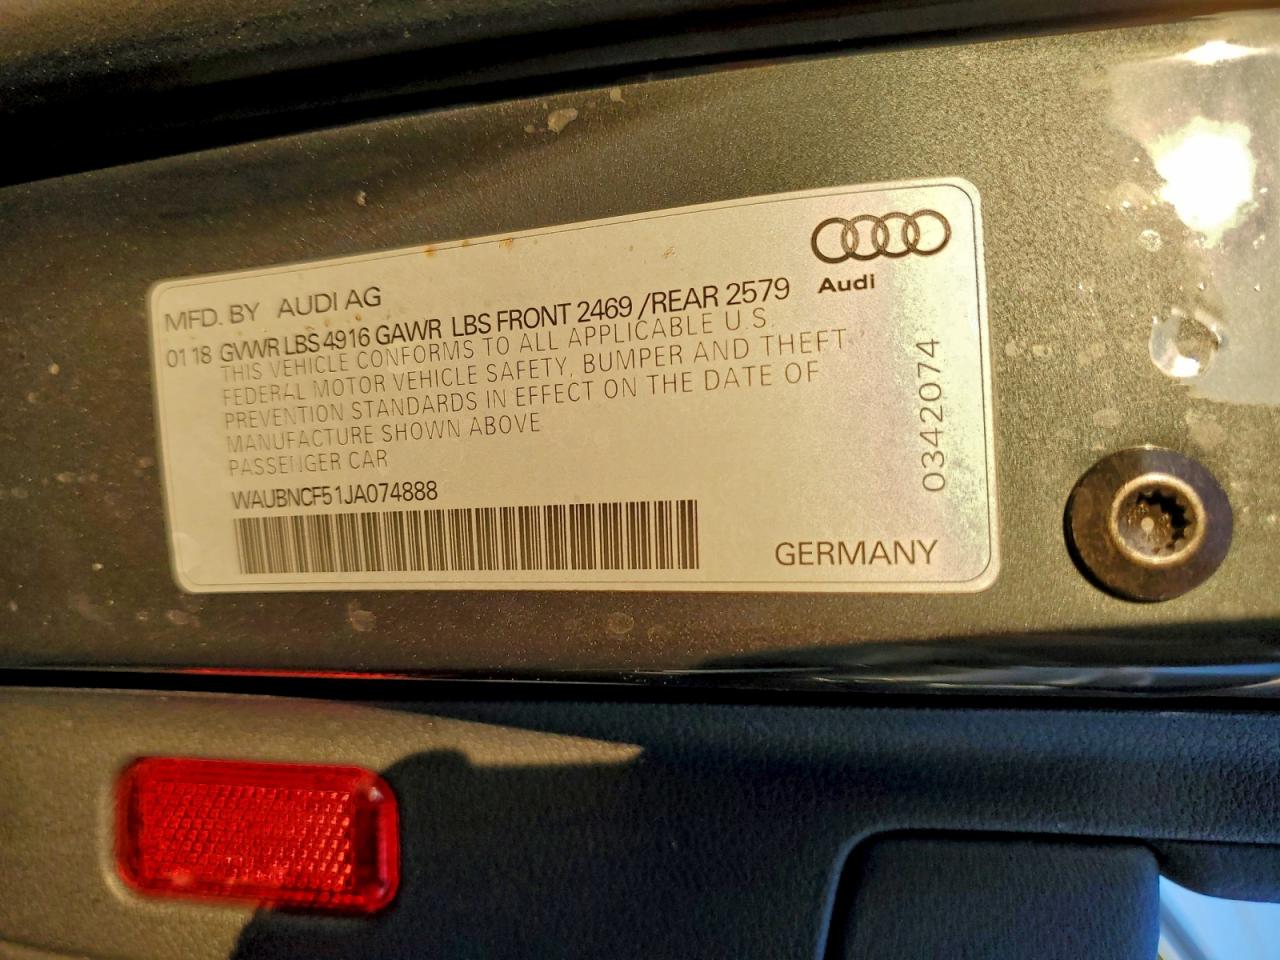 MFD. BY AUDI AG
Audi
01 18 GVWR LBS 4916 GAWR LBS FRONT 2469 / REAR 2579
THIS VEHICLE CONFORMS TO ALL APPLICABLE U.S.
FEDERAL MOTOR VEHICLE SAFETY, BUMPER AND THEFT
PREVENTION STANDARDS IN EFFECT ON THE DATE OF
MANUFACTURE SHOWN ABOVE
PASSENGER CAR
WAUBNCF51JA074888
0342074
GERMANY